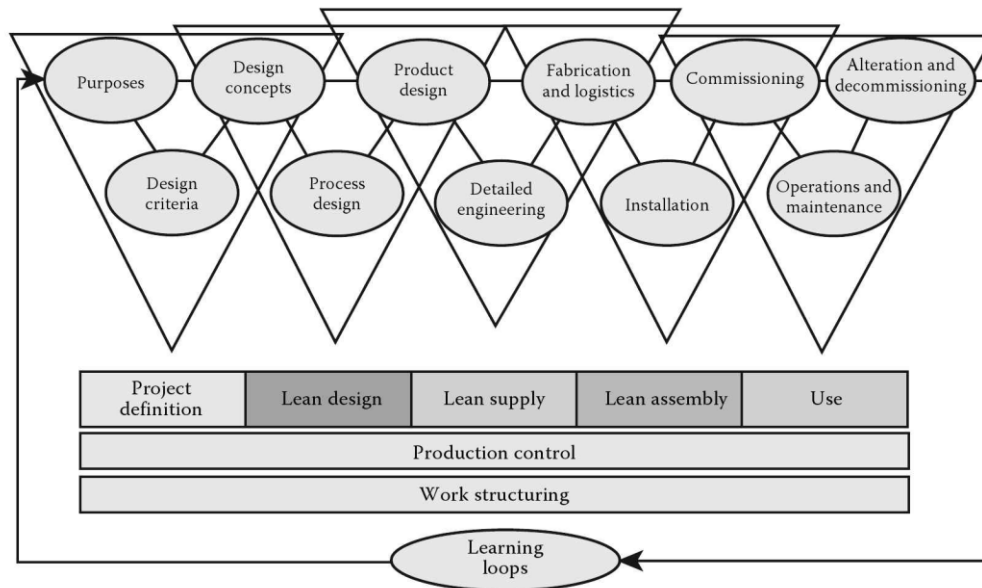 Purposes
Design
concepts
Product
design
Fabrication
and logistics
Commissioning
Alteration and
decommissioning
Design
criteria
Process
design
Detailed
engineering
Installation
Operations and
maintenance
Project
definition
Lean design
Lean supply
Lean assembly
Use
Production control
Work structuring
Learning
loops